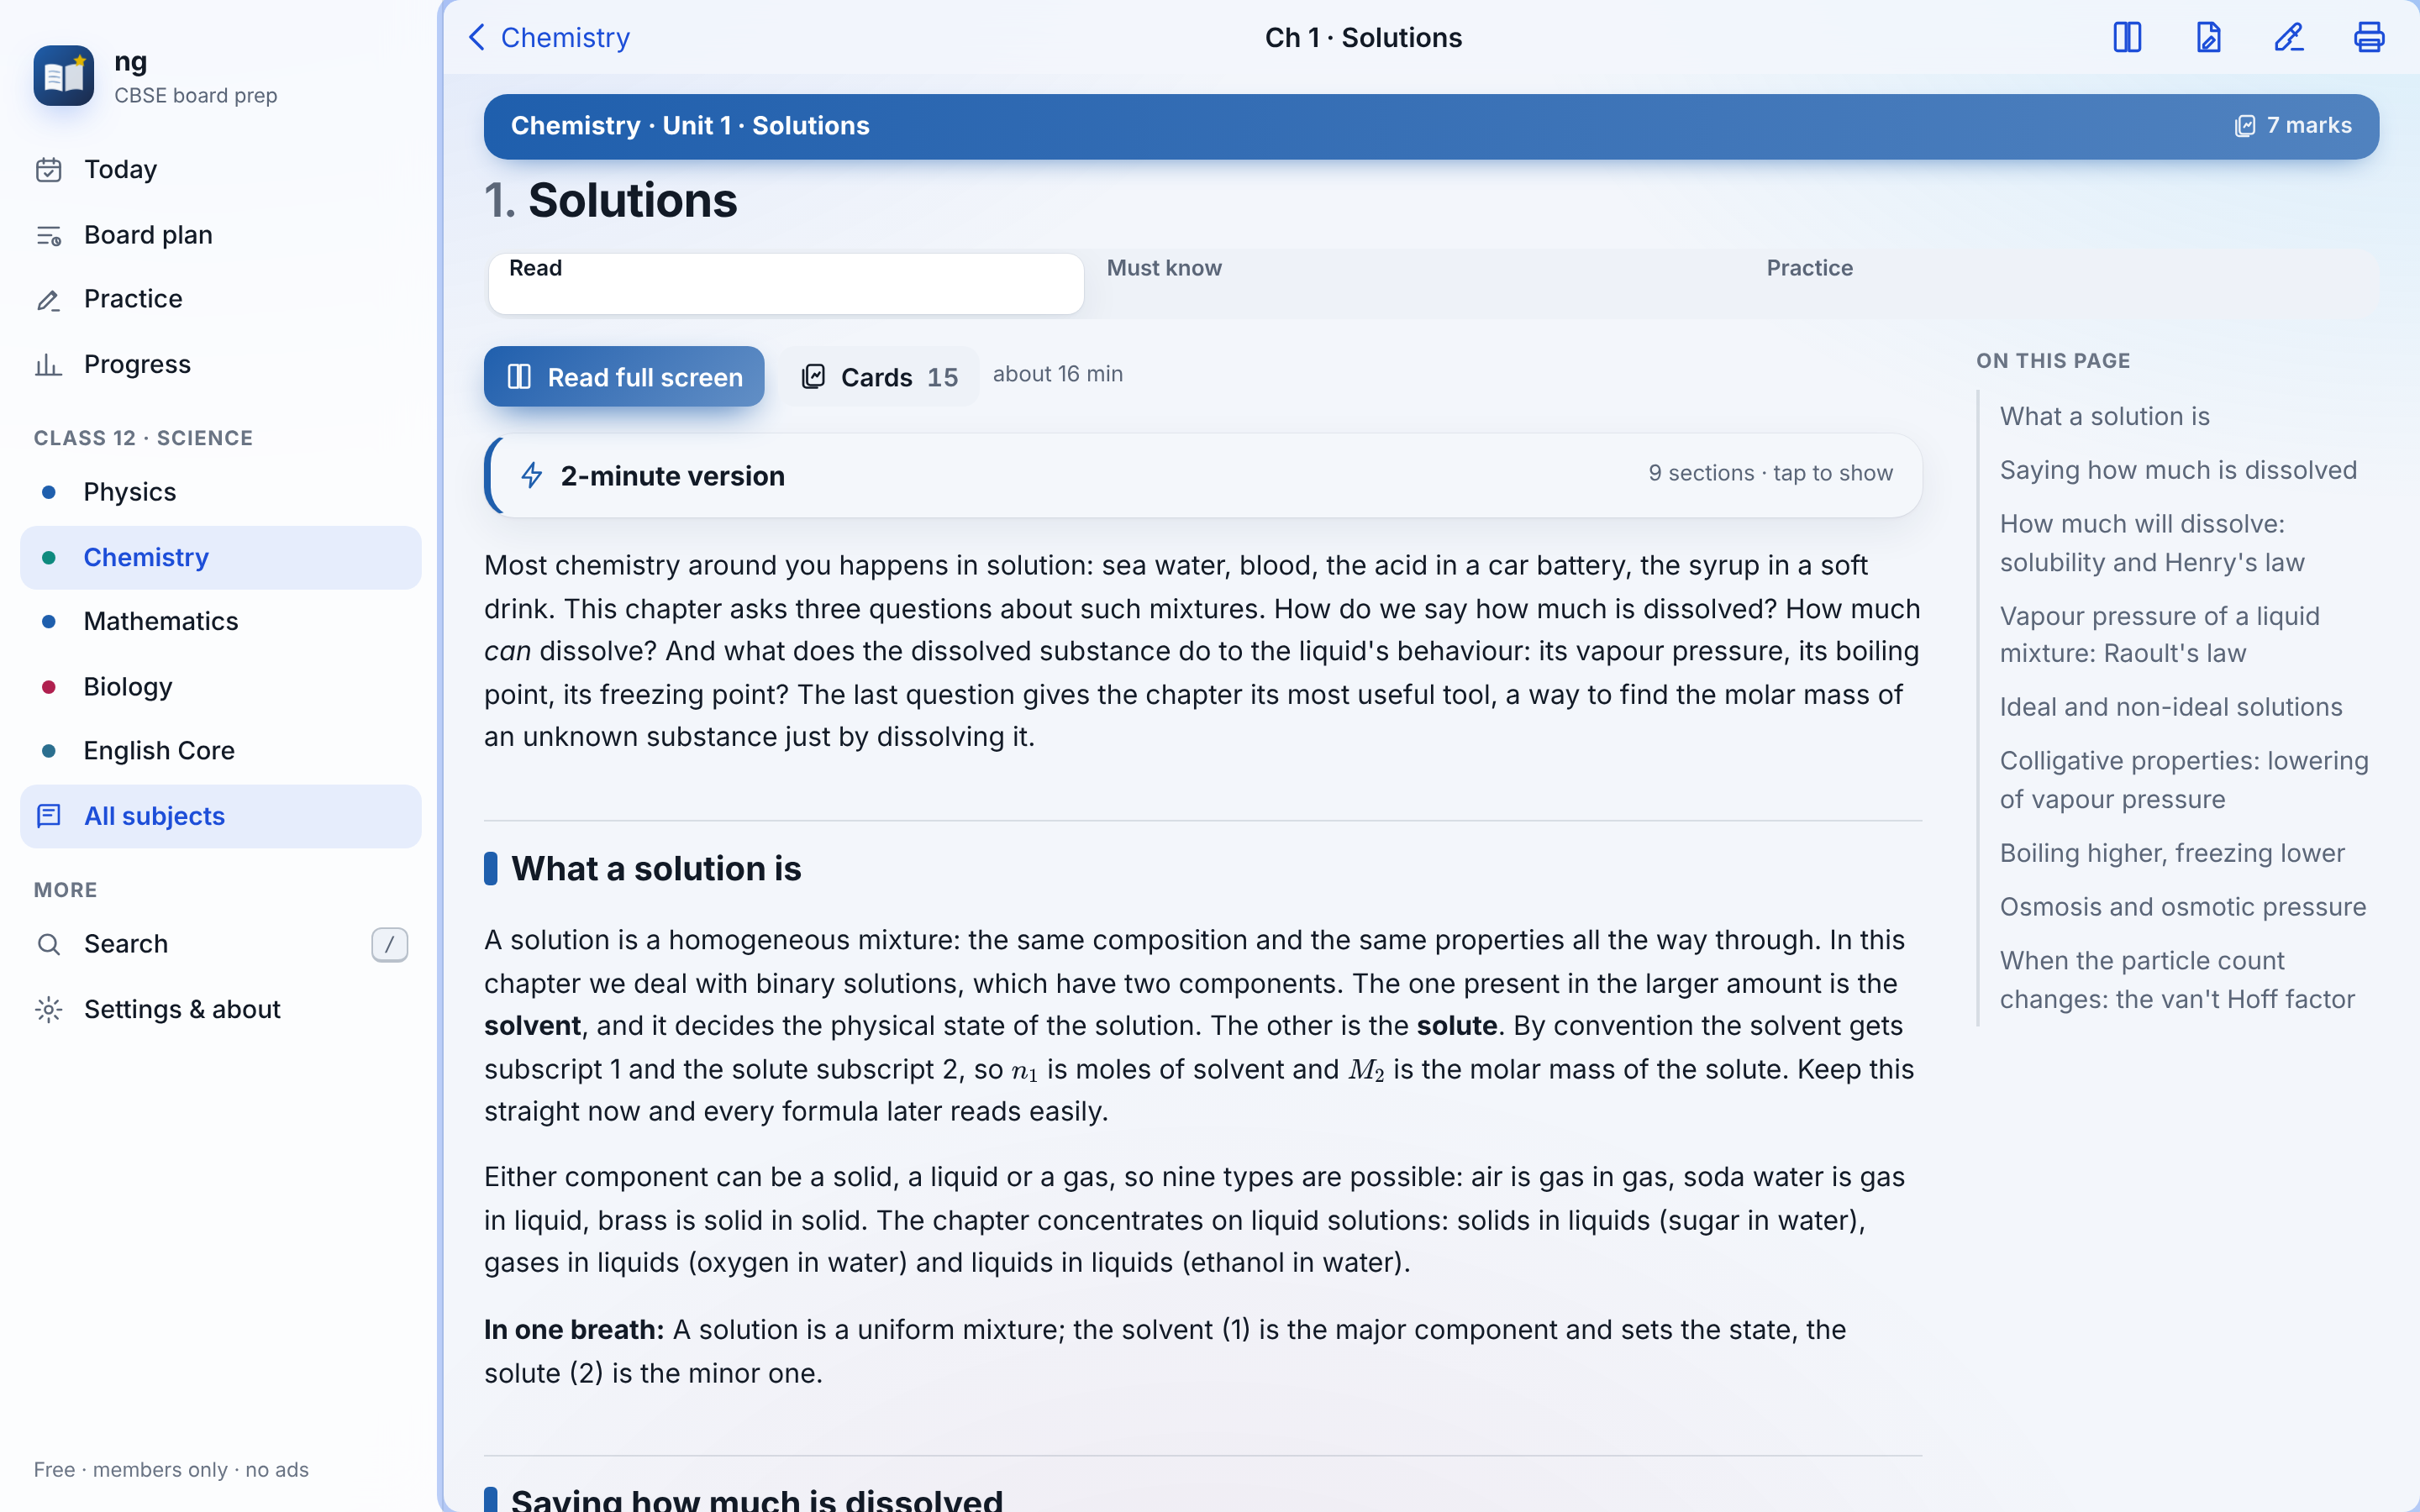 ng
CBSE board prep
Today
Board plan
Practice
Progress
CLASS 12 · SCIENCE
Physics
Chemistry
Mathematics
Biology
English Core
All subjects
MORE
Search
/
Settings & about
Free · members only · no ads
Chemistry
Ch 1 · Solutions
Chemistry · Unit 1 · Solutions
7 marks
1. Solutions
Read
Must know
Practice
Read full screen
Cards 15
about 16 min
2-minute version
9 sections · tap to show
Most chemistry around you happens in solution: sea water, blood, the acid in a car battery, the syrup in a soft
drink. This chapter asks three questions about such mixtures. How do we say how much is dissolved? How much
can dissolve? And what does the dissolved substance do to the liquid's behaviour: its vapour pressure, its boiling
point, its freezing point? The last question gives the chapter its most useful tool, a way to find the molar mass of
an unknown substance just by dissolving it.
What a solution is
A solution is a homogeneous mixture: the same composition and the same properties all the way through. In this
chapter we deal with binary solutions, which have two components. The one present in the larger amount is the
solvent, and it decides the physical state of the solution. The other is the solute. By convention the solvent gets
subscript 1 and the solute subscript 2, so n₁ is moles of solvent and M₂ is the molar mass of the solute. Keep this
straight now and every formula later reads easily.
Either component can be a solid, a liquid or a gas, so nine types are possible: air is gas in gas, soda water is gas
in liquid, brass is solid in solid. The chapter concentrates on liquid solutions: solids in liquids (sugar in water),
gases in liquids (oxygen in water) and liquids in liquids (ethanol in water).
In one breath: A solution is a uniform mixture; the solvent (1) is the major component and sets the state, the
solute (2) is the minor one.
Saying how much is dissolved
ON THIS PAGE
What a solution is
Saying how much is dissolved
How much will dissolve:
solubility and Henry's law
Vapour pressure of a liquid
mixture: Raoult's law
Ideal and non-ideal solutions
Colligative properties: lowering
of vapour pressure
Boiling higher, freezing lower
Osmosis and osmotic pressure
When the particle count
changes: the van't Hoff factor